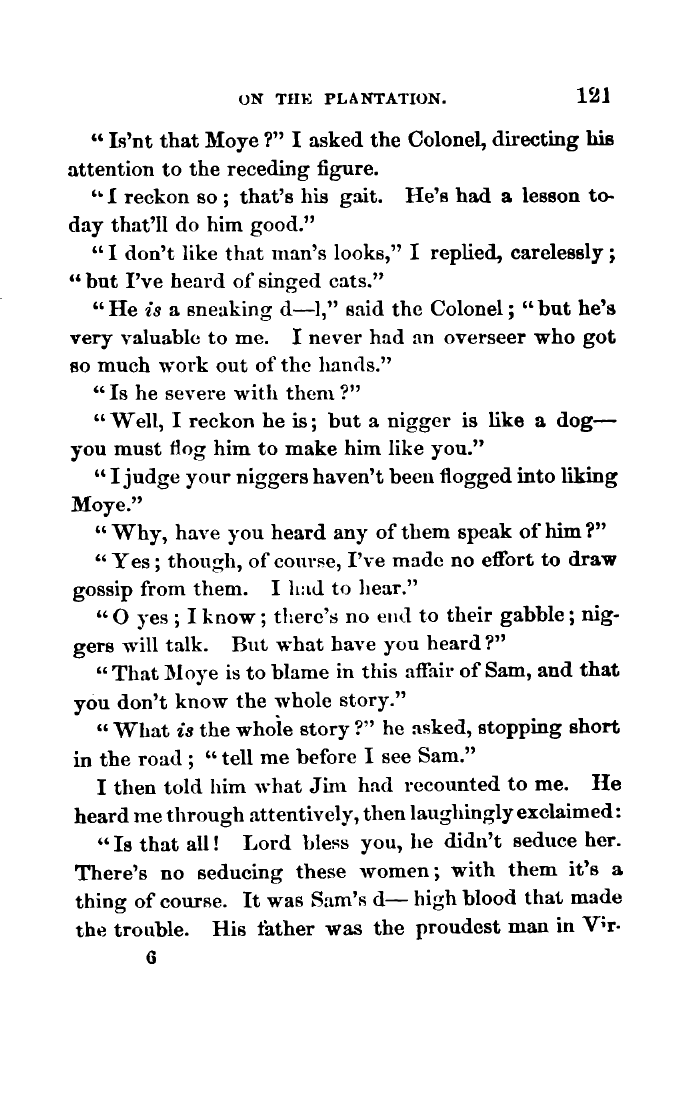 ON THE PLANTATION. 121
“ Is'nt that Moye ?” I asked the Colonel, directing his
attention to the receding figure.
“ I reckon so ; that's his gait. He's had a lesson to-
day that'll do him good.”
“ I don't like that man's looks,” I replied, carelessly ;
“ but I've heard of singed cats.”
“ He is a sneaking d—l,” said the Colonel ; “ but he's
very valuable to me. I never had an overseer who got
so much work out of the hands.”
“ Is he severe with them ?”
“ Well, I reckon he is ; but a nigger is like a dog—
you must flog him to make him like you.”
“ I judge your niggers haven't been flogged into liking
Moye.”
“ Why, have you heard any of them speak of him ?”
“ Yes ; though, of course, I've made no effort to draw
gossip from them. I had to hear.”
“ O yes ; I know ; there's no end to their gabble ; nig-
gers will talk. But what have you heard ?”
“ That Moye is to blame in this affair of Sam, and that
you don't know the whole story.”
“ What is the whole story ?” he asked, stopping short
in the road ; “ tell me before I see Sam.”
I then told him what Jim had recounted to me. He
heard me through attentively, then laughingly exclaimed :
“ Is that all ! Lord bless you, he didn't seduce her.
There's no seducing these women ; with them it's a
thing of course. It was Sam's d— high blood that made
the trouble. His father was the proudest man in Vir-
6